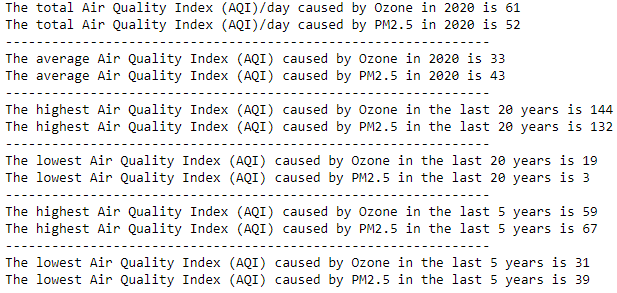 The total Air Quality Index (AQI)/day caused by Ozone in 2020 is 61
The total Air Quality Index (AQI)/day caused by PM2.5 in 2020 is 52
----------------------------------------------------------------
The average Air Quality Index (AQI) caused by Ozone in 2020 is 33
The average Air Quality Index (AQI) caused by PM2.5 in 2020 is 43
----------------------------------------------------------------
The highest Air Quality Index (AQI) caused by Ozone in the last 20 years is 144
The highest Air Quality Index (AQI) caused by PM2.5 in the last 20 years is 132
----------------------------------------------------------------
The lowest Air Quality Index (AQI) caused by Ozone in the last 20 years is 19
The lowest Air Quality Index (AQI) caused by PM2.5 in the last 20 years is 3
----------------------------------------------------------------
The highest Air Quality Index (AQI) caused by Ozone in the last 5 years is 59
The highest Air Quality Index (AQI) caused by PM2.5 in the last 5 years is 67
----------------------------------------------------------------
The lowest Air Quality Index (AQI) caused by Ozone in the last 5 years is 31
The lowest Air Quality Index (AQI) caused by PM2.5 in the last 5 years is 39